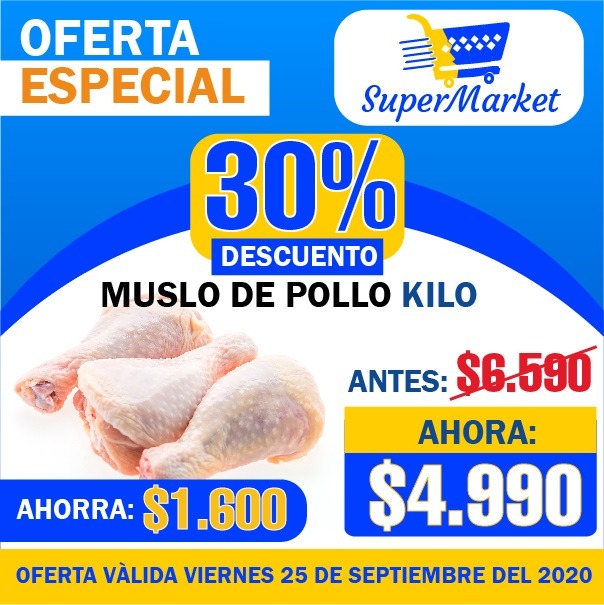 OFERTA
ESPECIAL
SuperMarket
30%
DESCUENTO
MUSLO DE POLLO KILO
ANTES: $6.590
AHORA:
$4.990
AHORRA: $1.600
OFERTA VÀLIDA VIERNES 25 DE SEPTIEMBRE DEL 2020